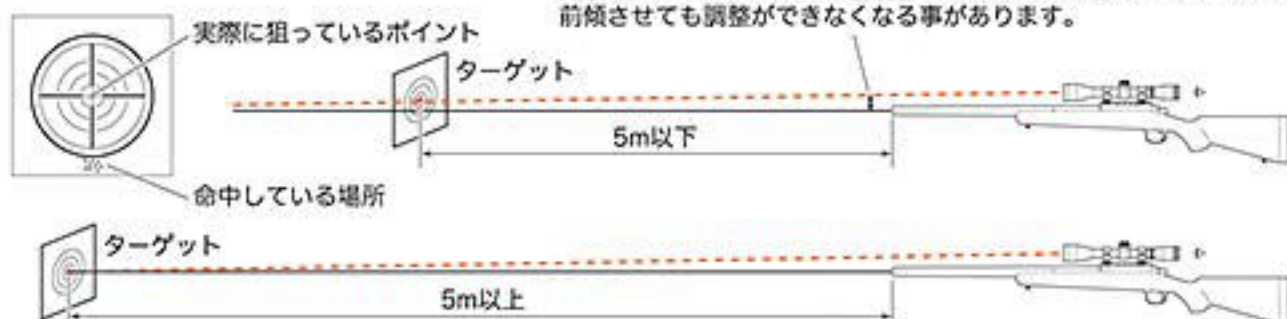 前傾させても調整ができなくなる事があります。
実際に狙っているポイント
ターゲット
5m以下
命中している場所
ターゲット
5m以上